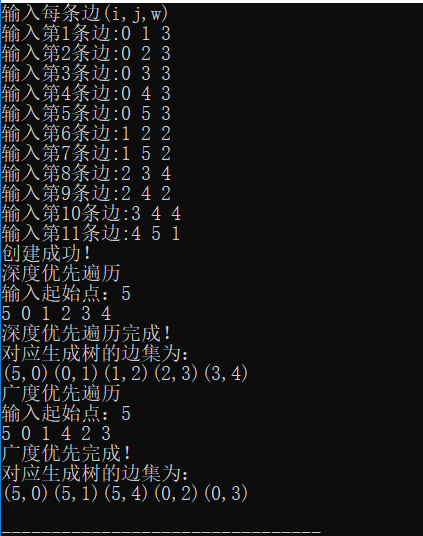 输入每条边(i,j,w)
输入第1条边:0 1 3
输入第2条边:0 2 3
输入第3条边:0 3 3
输入第4条边:0 4 3
输入第5条边:0 5 3
输入第6条边:1 2 2
输入第7条边:1 5 2
输入第8条边:2 3 4
输入第9条边:2 4 2
输入第10条边:3 4 4
输入第11条边:4 5 1
创建成功!
深度优先遍历
输入起始点: 5
5 0 1 2 3 4
深度优先遍历完成!
对应生成树的边集为:
(5,0)(0,1)(1,2)(2,3)(3,4)
广度优先遍历
输入起始点: 5
5 0 1 4 2 3
广度优先完成!
对应生成树的边集为:
(5,0)(5,1)(5,4)(0,2)(0,3)
--------------------------------